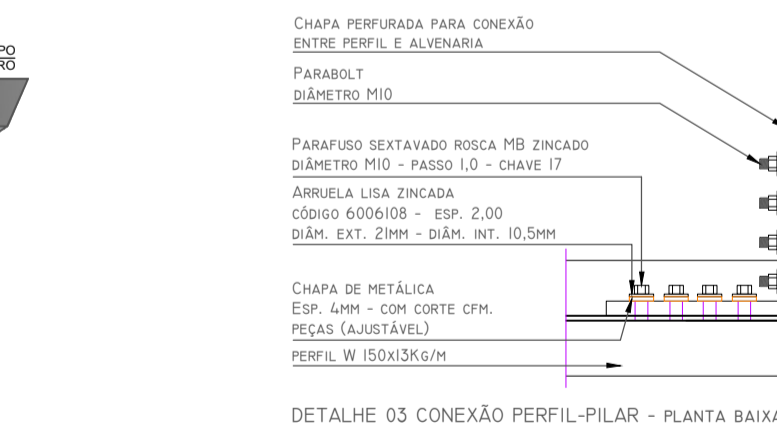 PO
RO
CHAPA PERFURADA PARA CONEXÃO
ENTRE PERFIL E ALVENARIA
PARABOLT
DIÂMETRO M10
PARAFUSO SEXTAVADO ROSCA MB ZINCADO
DIÂMETRO M10 - PASSO 1,0 - CHAVE 17
ARRUELA LISA ZINCADA
CÓDIGO 6006108 - ESP. 2,00
DIÂM. EXT. 21MM - DIÂM. INT. 10,5MM
CHAPA DE METÁLICA
ESP. 4MM - COM CORTE CFM.
PEÇAS (AJUSTÁVEL)
PERFIL W 150X13KG/M
DETALHE 03 CONEXÃO PERFIL-PILAR - PLANTA BAIXA